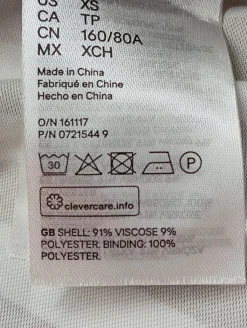 US XS
CA TP
CN 160/80A
MX XCH
Made in China
Fabriqué en Chine
Hecho en China
O/N 161117
P/N 0721544 9
30
P
clevercare.info
GB SHELL: 91% VISCOSE 9%
POLYESTER. BINDING: 100%
POLYESTER.